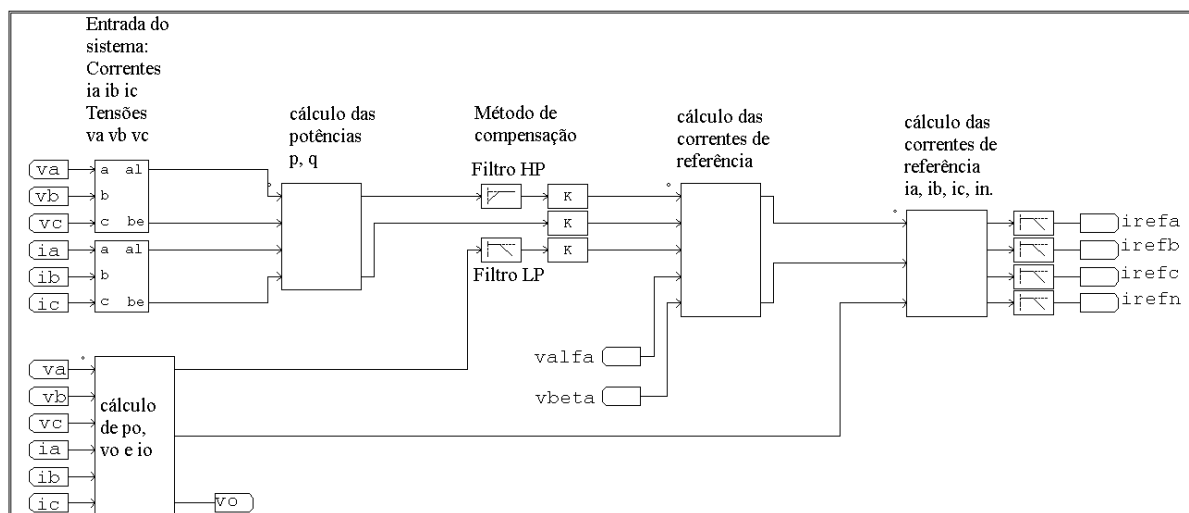 Entrada do
sistema:
Correntes
ia ib ic
Tensões
va vb vc
cálculo das
potências
p, q
Método de
compensação
cálculo das
correntes de
referência
cálculo das
correntes de
referência
ia, ib, ic, in.
Filtro HP
Filtro LP
va
vb
vc
ia
ib
ic
a al
b
c be
a al
b
c be
K
K
K
irefa
irefb
irefc
irefn
valfa
vbeta
va
vb
vc
ia
ib
ic
cálculo
de po,
vo e io
vo